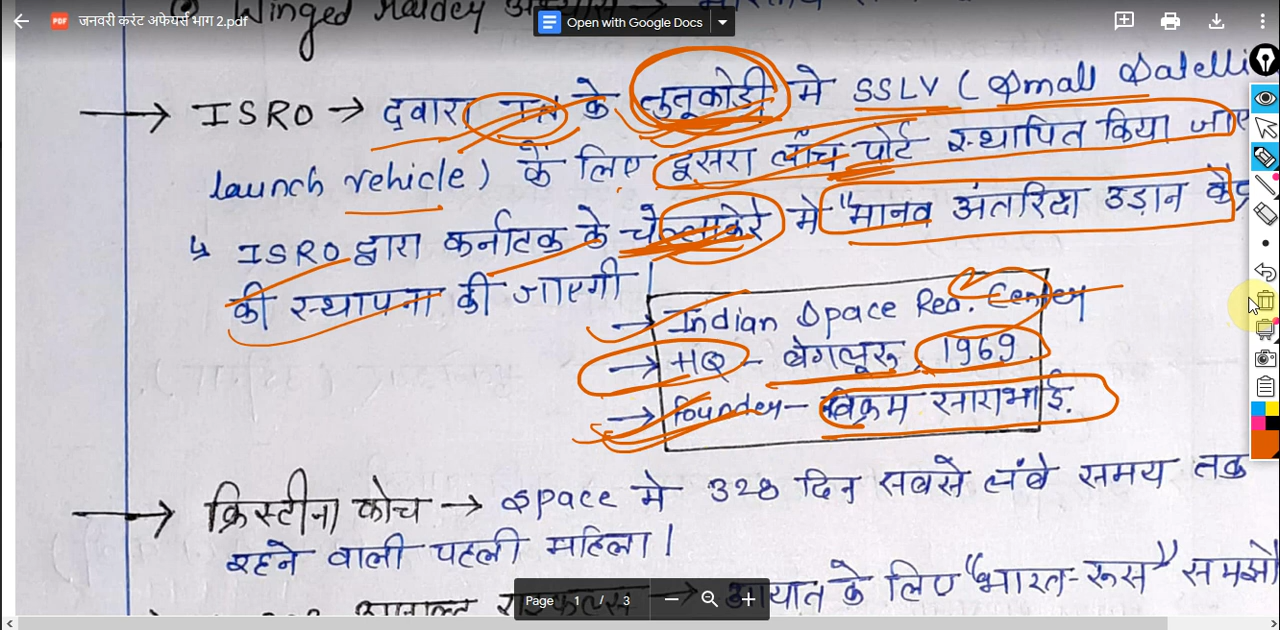 जनवरी करंट अफेयर्स भाग 2.pdf
Open with Google Docs
Winged
→ ISRO → द्वारा के तुतूकोडी में SSLV ( Small Satelli
launch vehicle) के लिए दूसरा लाँच पोर्ट स्थापित किया जाए
↳ ISRO द्वारा कर्नाटक के चेल्लाकेरे में "मानव अंतरिक्ष उड़ान केंद्र
की स्थापना की जाएगी |
→ Indian Space Res. Center
→ HQ - बेंगलूरू, 1969.
→ founder - विक्रम साराभाई.
→ क्रिस्टीना कोच → space में 328 दिन सबसे लंबे समय तक
रहने वाली पहली महिला |
→ आयात के लिए "भारत-रूस" समझौ
Page 1 / 3